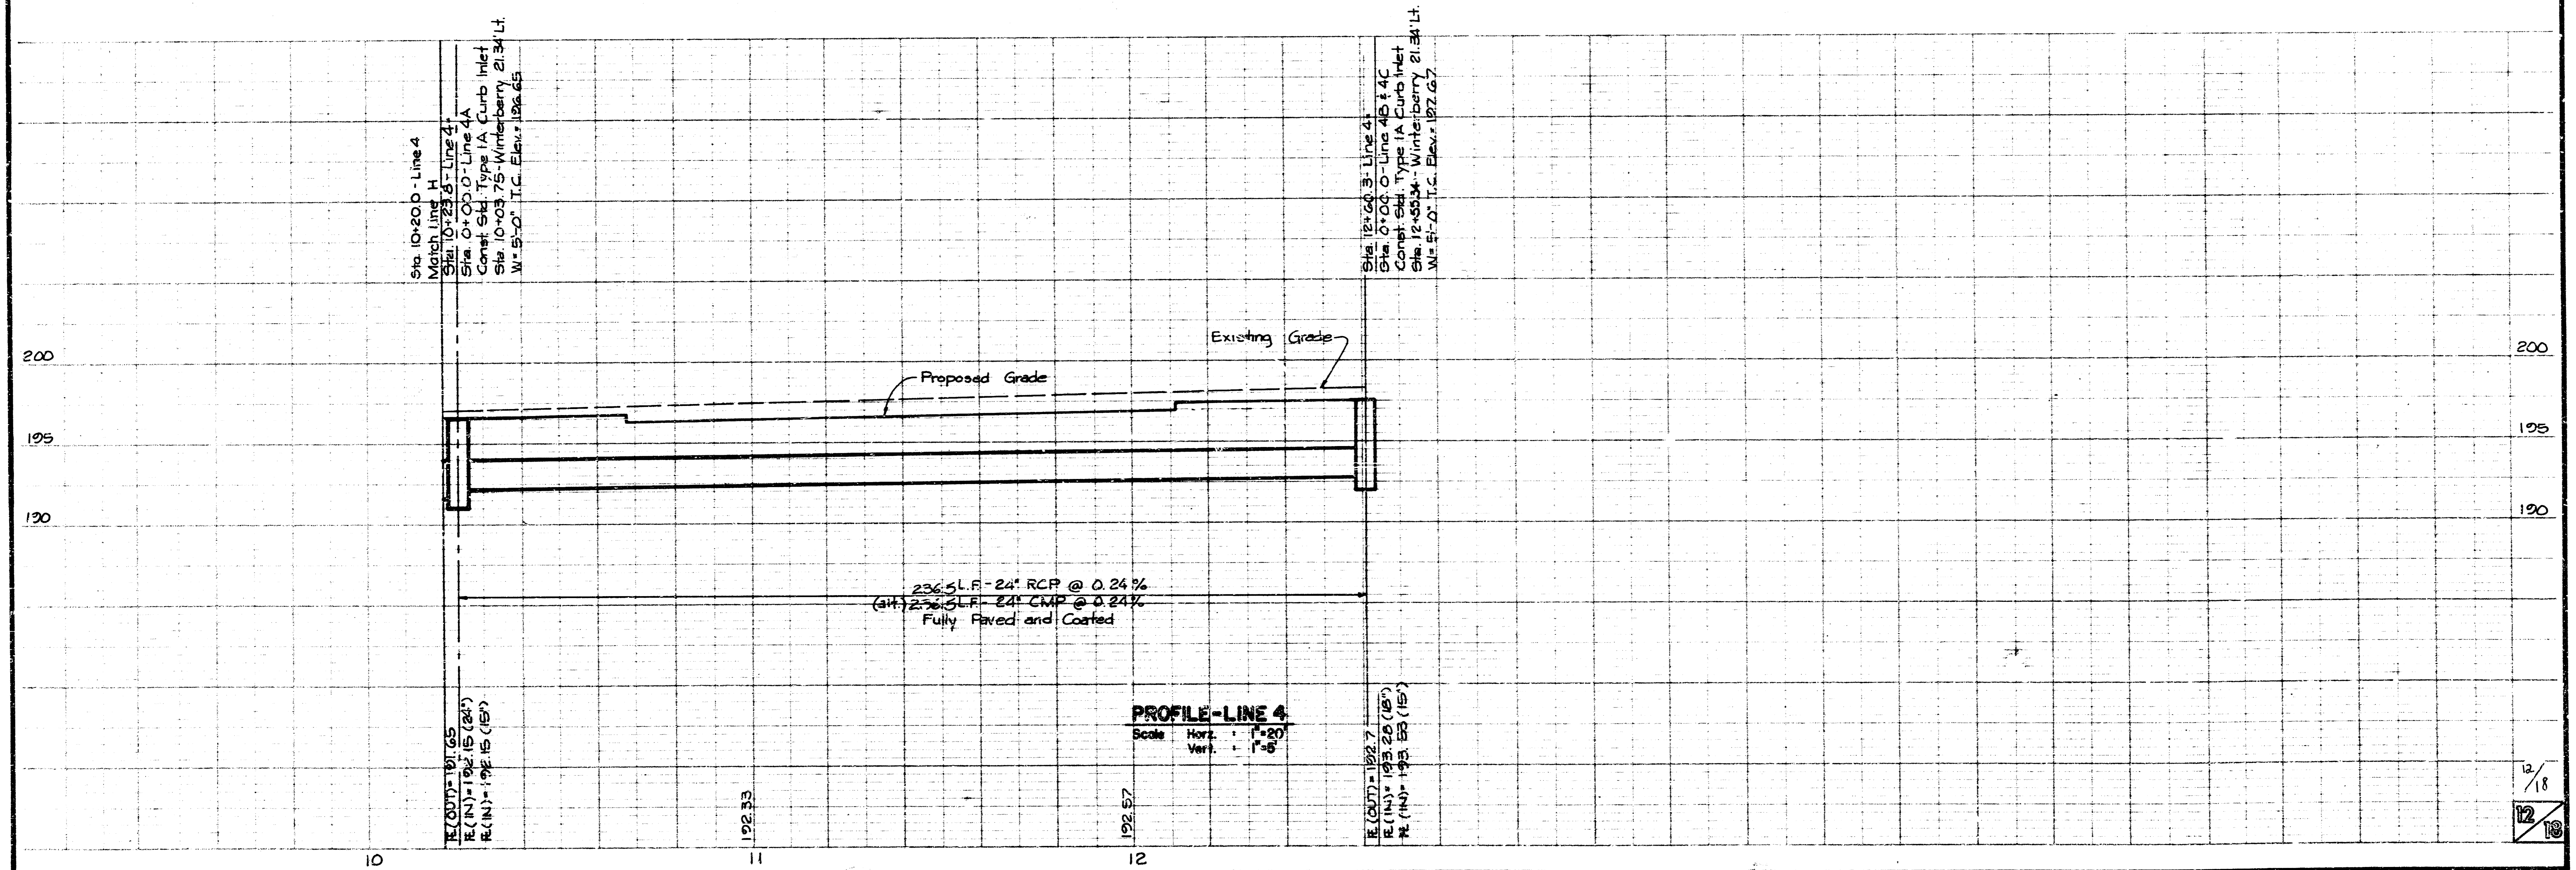 Sta. 10+20.0 - Line 4
Match Line H
Sta. 10+23.8 - Line 4
Sta. 0+00.0 - Line 4A
Const. Std. Type 1A Curb Inlet
Sta. 10+03.75 - Winterberry 21.34' Lt.
W = 5'-0" T.C. Elev. = 196.65
Sta. 12+60.3 - Line 4
Sta. 0+00.0 - Line 4B & 4C
Const. Std. Type 1A Curb Inlet
Sta. 12+55.34 - Winterberry 21.34' Lt.
W = 5'-0" T.C. Elev. = 197.67
Existing Grade
200
200
Proposed Grade
195
195
190
190
236.5 L.F. - 24" RCP @ 0.24%
(alt.) 236.5 L.F. - 24" CMP @ 0.24%
Fully Paved and Coated
PROFILE - LINE 4
Scale Horz. : 1"=20'
Vert. : 1"=5'
FL (OUT) = 191.65
FL (IN) = 192.15 (24")
FL (IN) = 192.15 (15")
192.33
192.57
FL (OUT) = 192.7
FL (IN) = 193.28 (18")
FL (IN) = 193.53 (15")
12/18
12/18
10
11
12